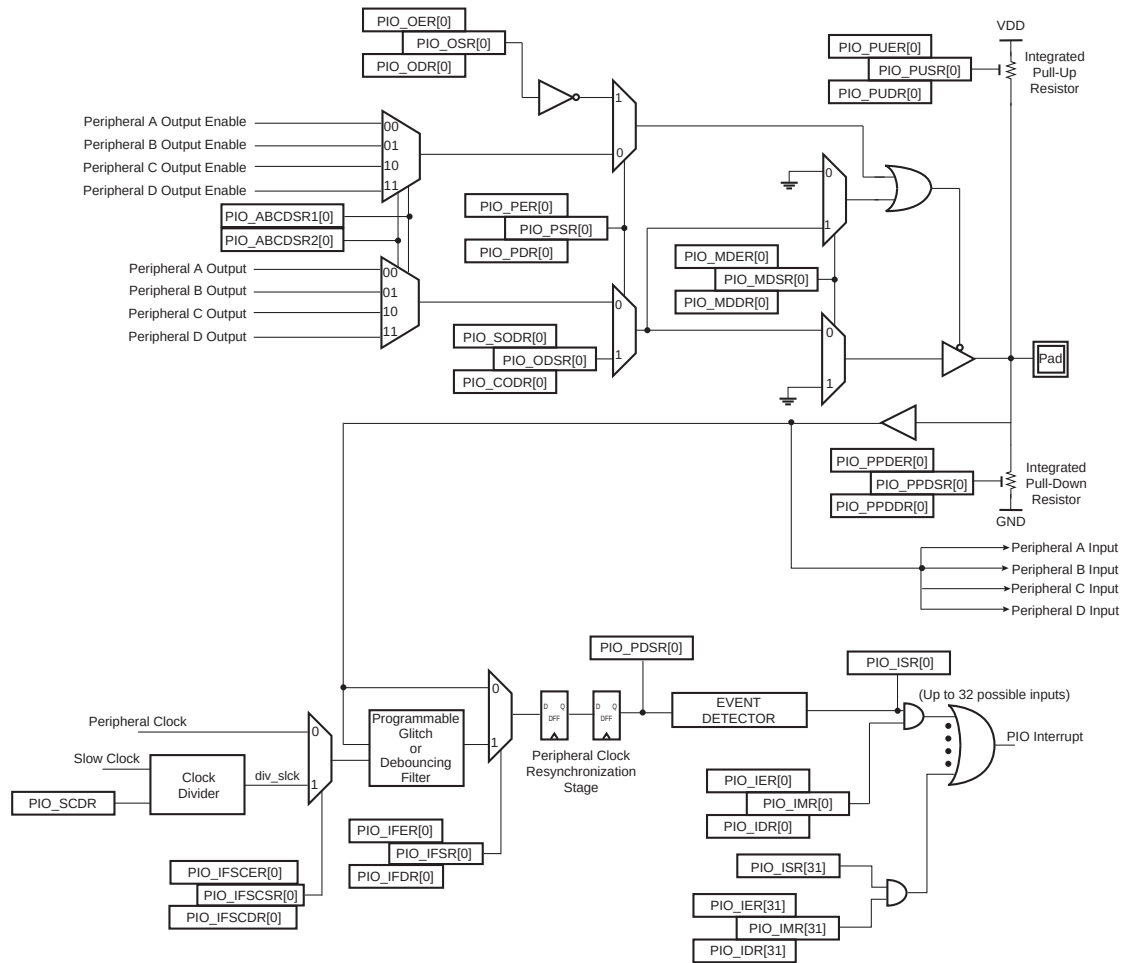 PIO_OER[0]
PIO_OSR[0]
PIO_ODR[0]
1
0
Peripheral A Output Enable
Peripheral B Output Enable
Peripheral C Output Enable
Peripheral D Output Enable
00
01
10
11
PIO_ABCDSR1[0]
PIO_ABCDSR2[0]
PIO_PER[0]
PIO_PSR[0]
PIO_PDR[0]
Peripheral A Output
Peripheral B Output
Peripheral C Output
Peripheral D Output
00
01
10
11
PIO_SODR[0]
PIO_ODSR[0]
PIO_CODR[0]
0
1
PIO_MDER[0]
PIO_MDSR[0]
PIO_MDDR[0]
0
1
0
1
PIO_PUER[0]
PIO_PUSR[0]
PIO_PUDR[0]
VDD
Integrated
Pull-Up
Resistor
Pad
PIO_PPDER[0]
PIO_PPDSR[0]
PIO_PPDDR[0]
Integrated
Pull-Down
Resistor
GND
Peripheral A Input
Peripheral B Input
Peripheral C Input
Peripheral D Input
Peripheral Clock
Slow Clock
PIO_SCDR
Clock
Divider
div_slck
0
1
PIO_IFSCER[0]
PIO_IFSCSR[0]
PIO_IFSCDR[0]
Programmable
Glitch
or
Debouncing
Filter
0
1
PIO_IFER[0]
PIO_IFSR[0]
PIO_IFDR[0]
D Q
DFF
D Q
DFF
Peripheral Clock
Resynchronization
Stage
PIO_PDSR[0]
EVENT
DETECTOR
PIO_ISR[0]
(Up to 32 possible inputs)
PIO Interrupt
PIO_IER[0]
PIO_IMR[0]
PIO_IDR[0]
PIO_ISR[31]
PIO_IER[31]
PIO_IMR[31]
PIO_IDR[31]